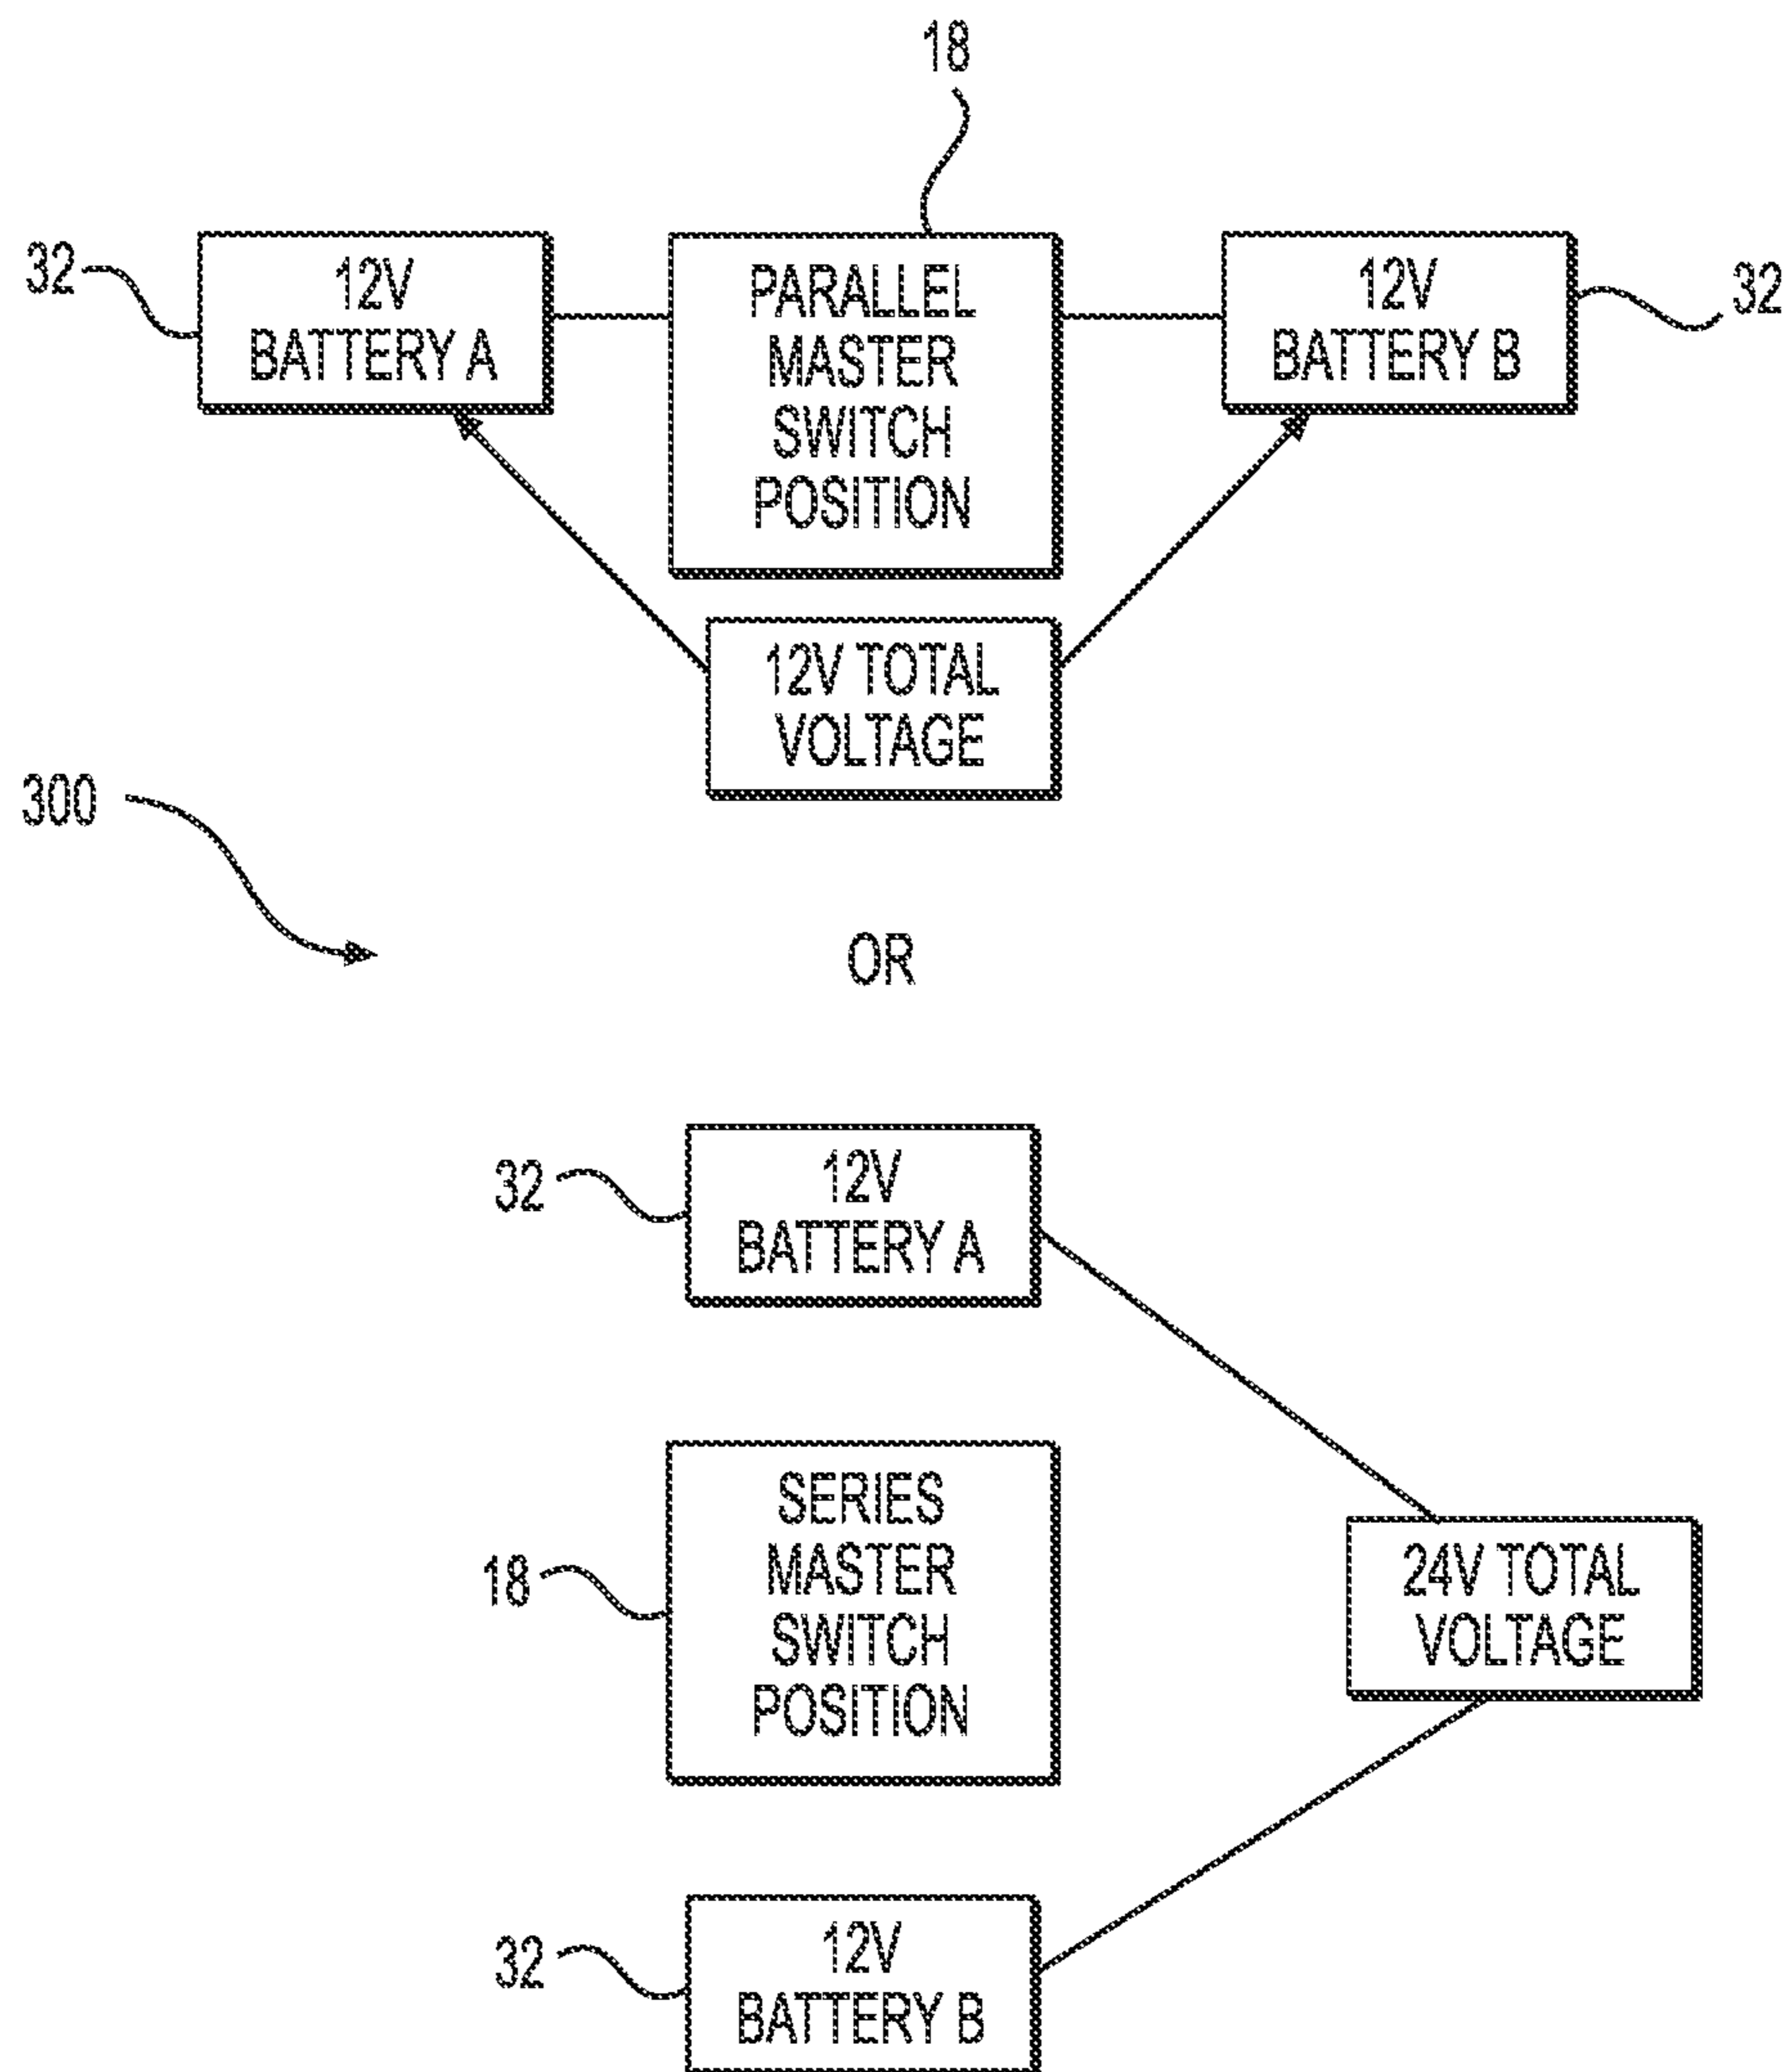 18
32
12V
BATTERY A
PARALLEL
MASTER
SWITCH
POSITION
12V
BATTERY B
32
12V TOTAL
VOLTAGE
300
OR
32
12V
BATTERY A
18
SERIES
MASTER
SWITCH
POSITION
24V TOTAL
VOLTAGE
32
12V
BATTERY B